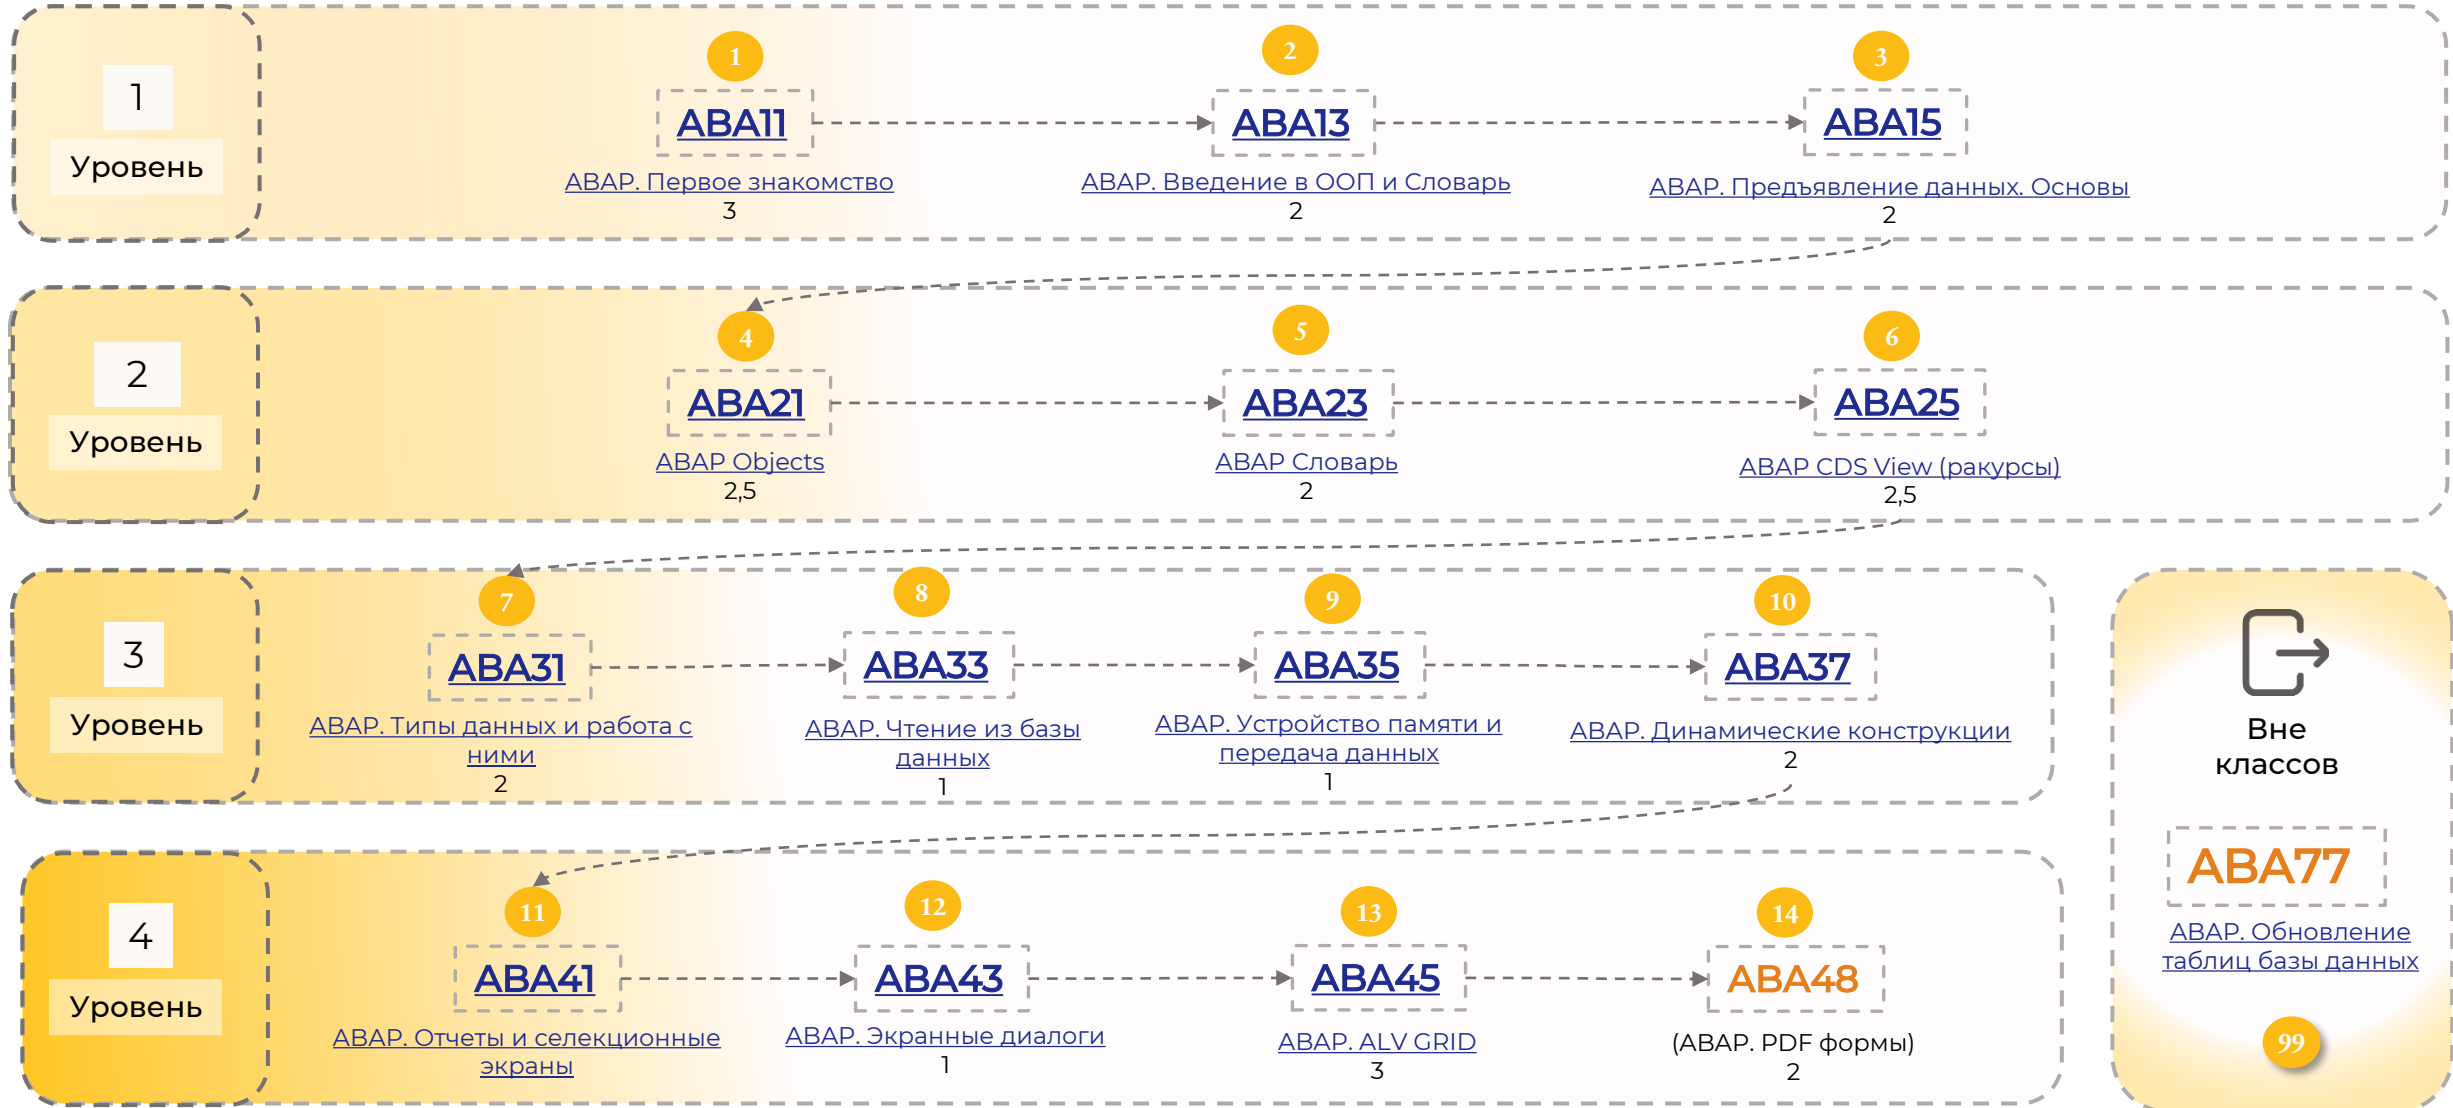 1
Уровень
1
ABA11
ABAP. Первое знакомство
3
2
ABA13
ABAP. Введение в ООП и Словарь
2
3
ABA15
ABAP. Предъявление данных. Основы
2
2
Уровень
4
ABA21
ABAP Objects
2,5
5
ABA23
ABAP Словарь
2
6
ABA25
ABAP CDS View (ракурсы)
2,5
3
Уровень
7
ABA31
ABAP. Типы данных и работа с
ними
2
8
ABA33
ABAP. Чтение из базы
данных
1
9
ABA35
ABAP. Устройство памяти и
передача данных
1
10
ABA37
ABAP. Динамические конструкции
2
4
Уровень
11
ABA41
ABAP. Отчеты и селекционные
экраны
12
ABA43
ABAP. Экранные диалоги
1
13
ABA45
ABAP. ALV GRID
3
14
ABA48
(ABAP. PDF формы)
2
Вне
классов
ABA77
ABAP. Обновление
таблиц базы данных
99